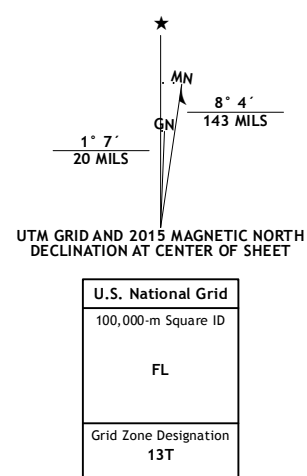 ★
MN
GN
8° 4´
143 MILS
1° 7´
20 MILS
UTM GRID AND 2015 MAGNETIC NORTH
DECLINATION AT CENTER OF SHEET
U.S. National Grid
100,000-m Square ID
FL
Grid Zone Designation
13T